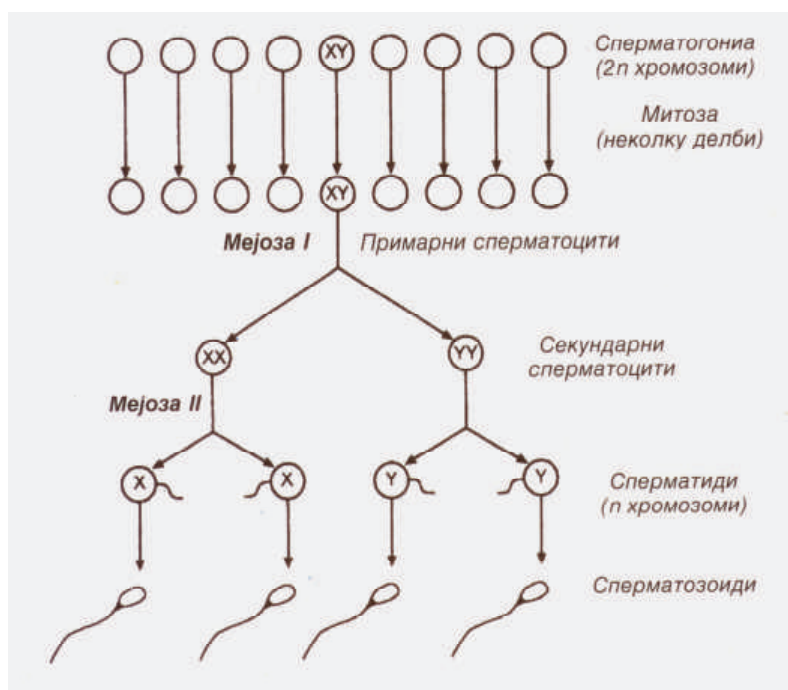 XY
Сперматогониа
(2n хромозоми)
Митоза
(неколку делби)
XY
Мејоза I
Примарни сперматоцити
XX
YY
Секундарни
сперматоцити
Мејоза II
X
X
Y
Y
Сперматиди
(n хромозоми)
Сперматозоиди